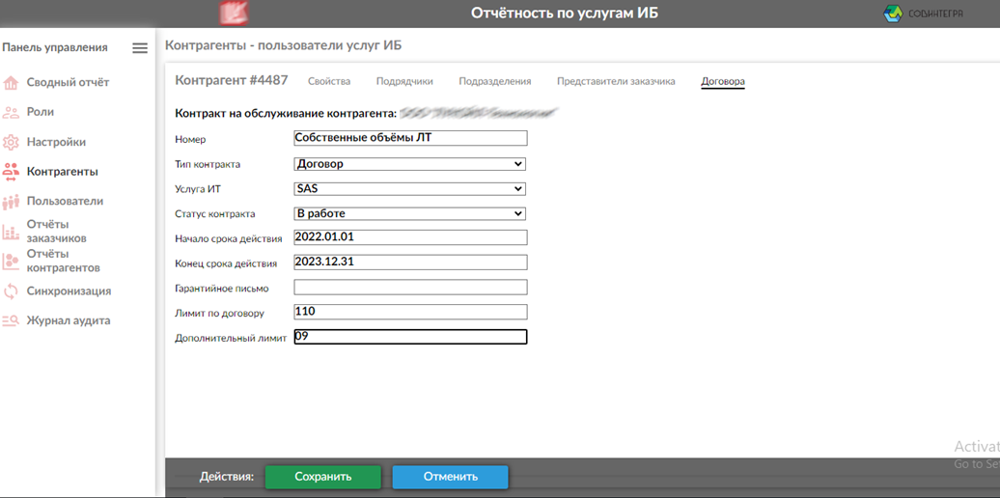 Отчётность по услугам ИБ
СОВИНТЕГРА
Панель управления
Сводный отчёт
Роли
Настройки
Контрагенты
Пользователи
Отчёты
заказчиков
Отчёты
контрагентов
Синхронизация
Журнал аудита
Контрагенты - пользователи услуг ИБ
Контрагент #4487 Свойства Подрядчики Подразделения Представители заказчика Договора
Контракт на обслуживание контрагента:
Номер Собственные объёмы ЛТ
Тип контракта Договор
Услуга ИТ SAS
Статус контракта В работе
Начало срока действия 2022.01.01
Конец срока действия 2023.12.31
Гарантийное письмо
Лимит по договору 110
Дополнительный лимит 09
Activat
Go to Se
Действия: Сохранить Отменить